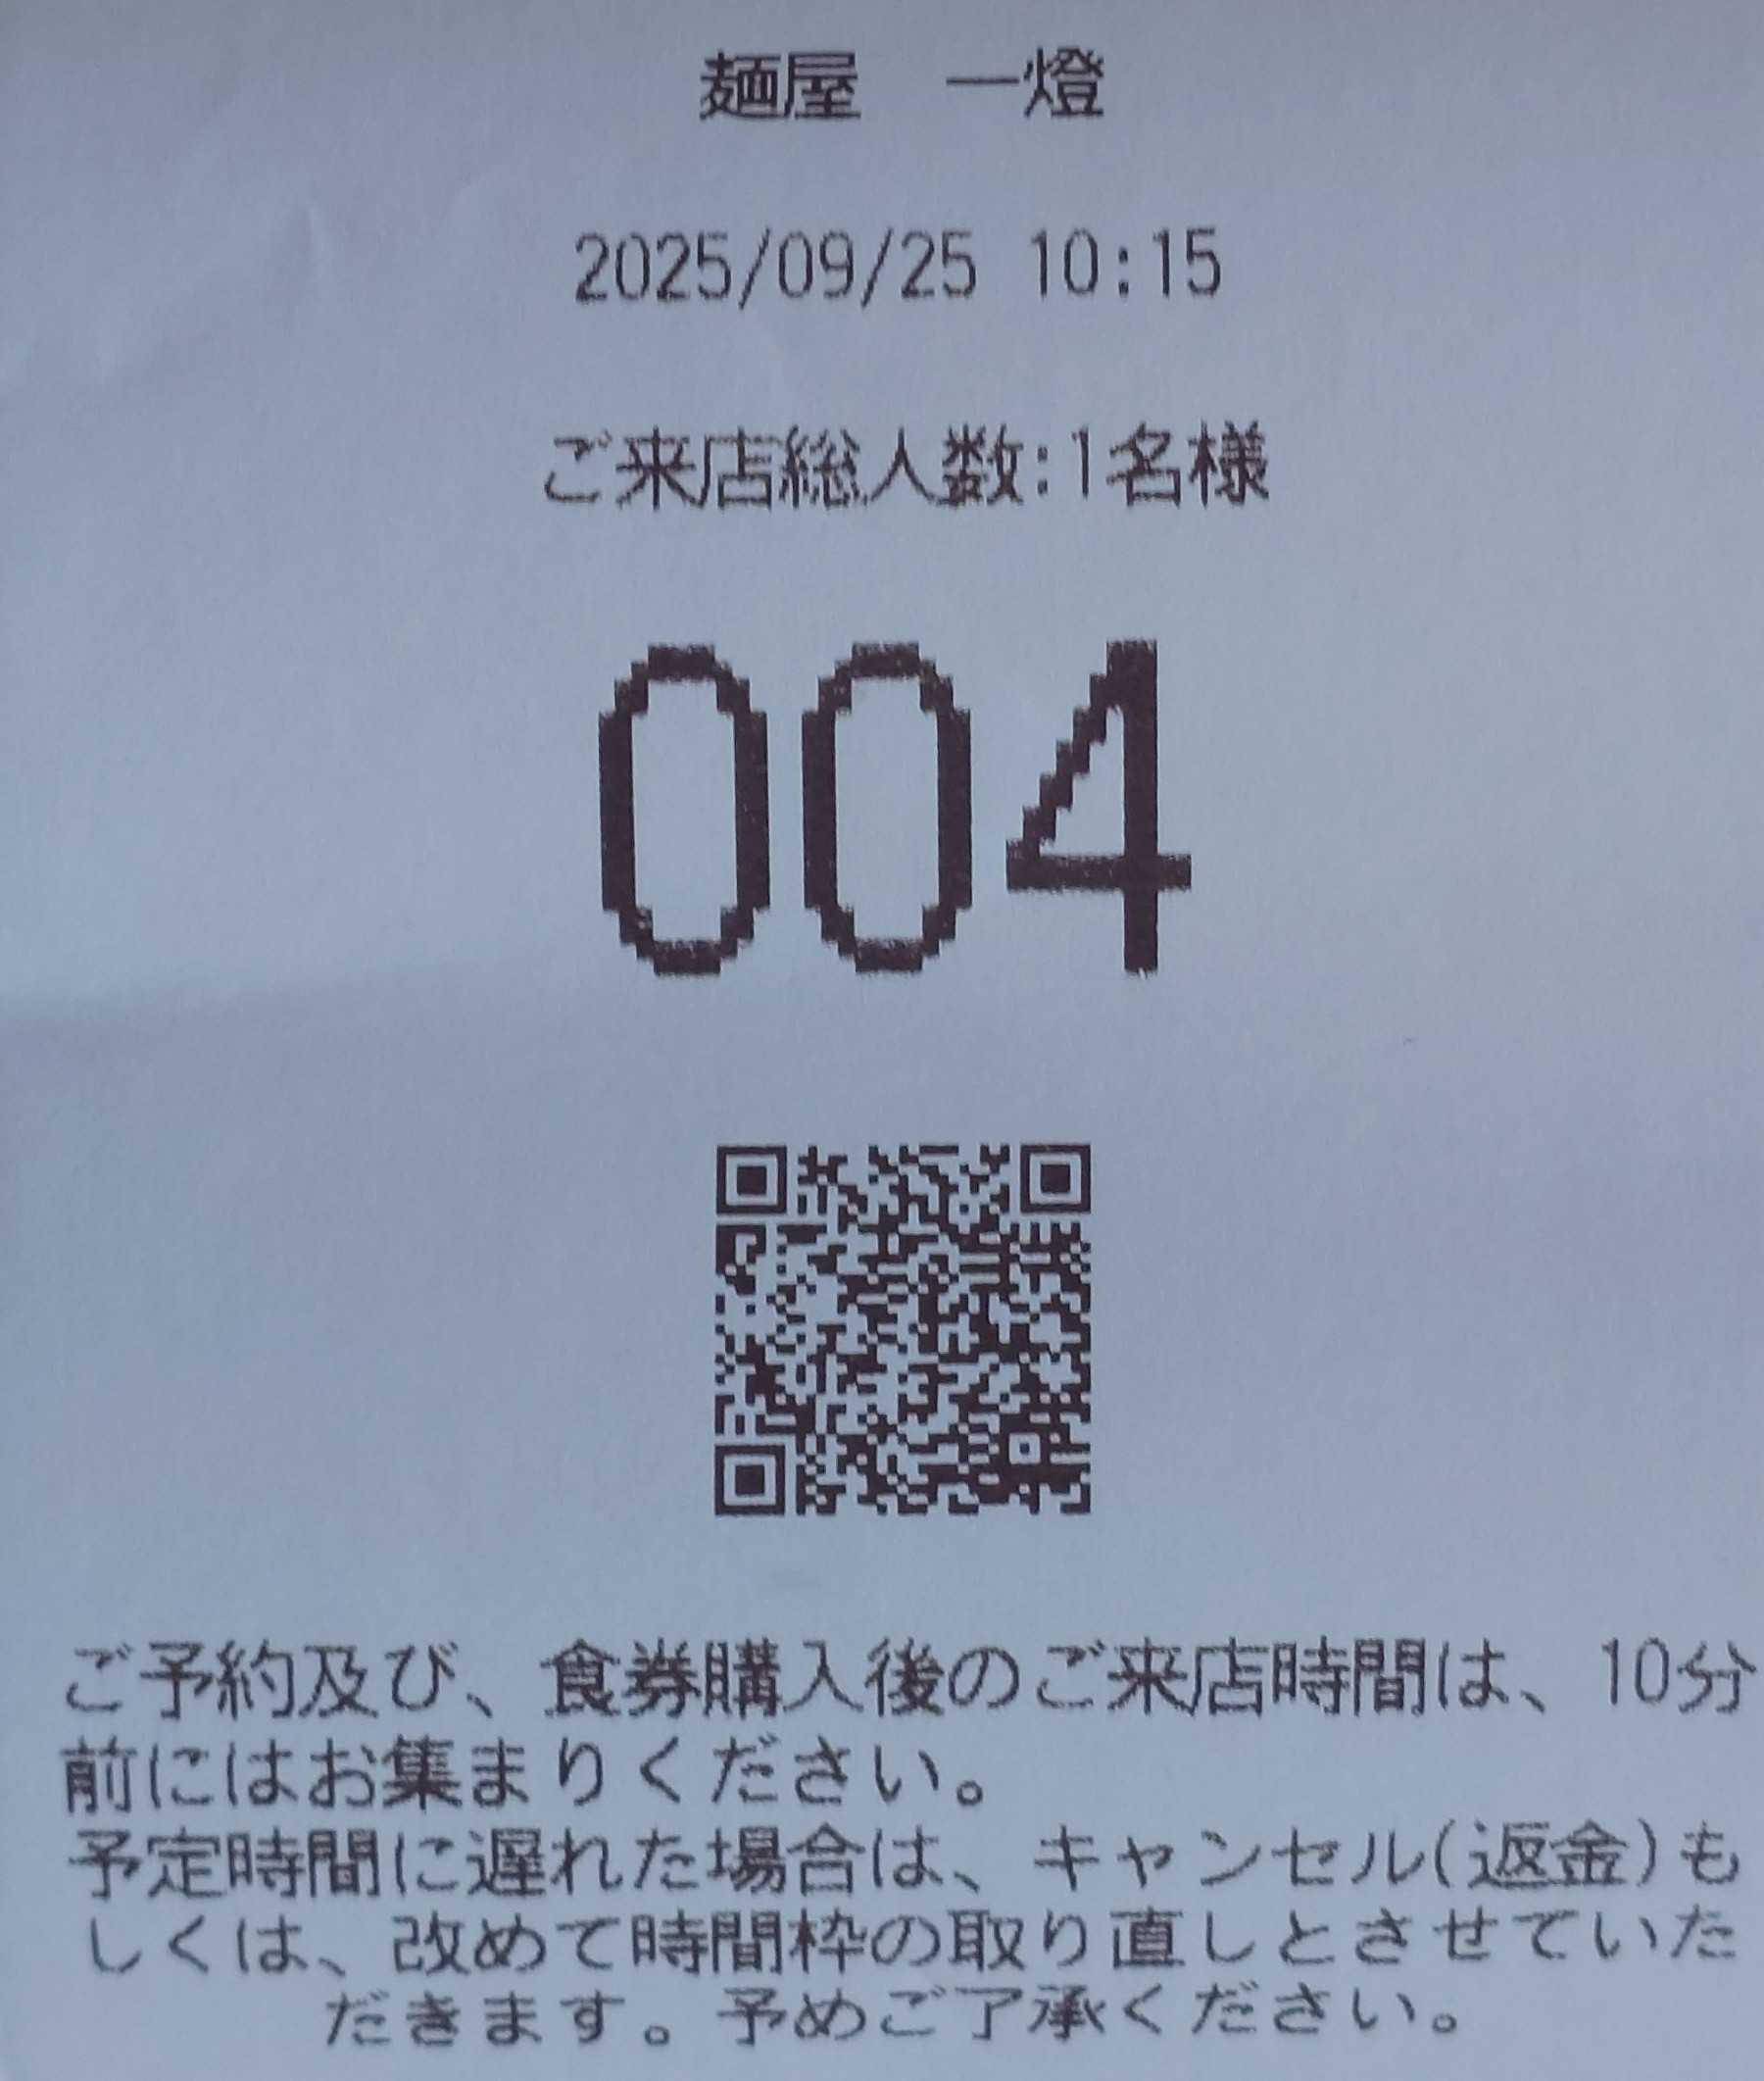 麺屋　一燈
2025/09/25 10:15
ご来店総人数:1名様
004
ご予約及び、食券購入後のご来店時間は、10分
前にはお集まりください。
予定時間に遅れた場合は、キャンセル(返金)も
しくは、改めて時間枠の取り直しとさせていた
だきます。予めご了承ください。